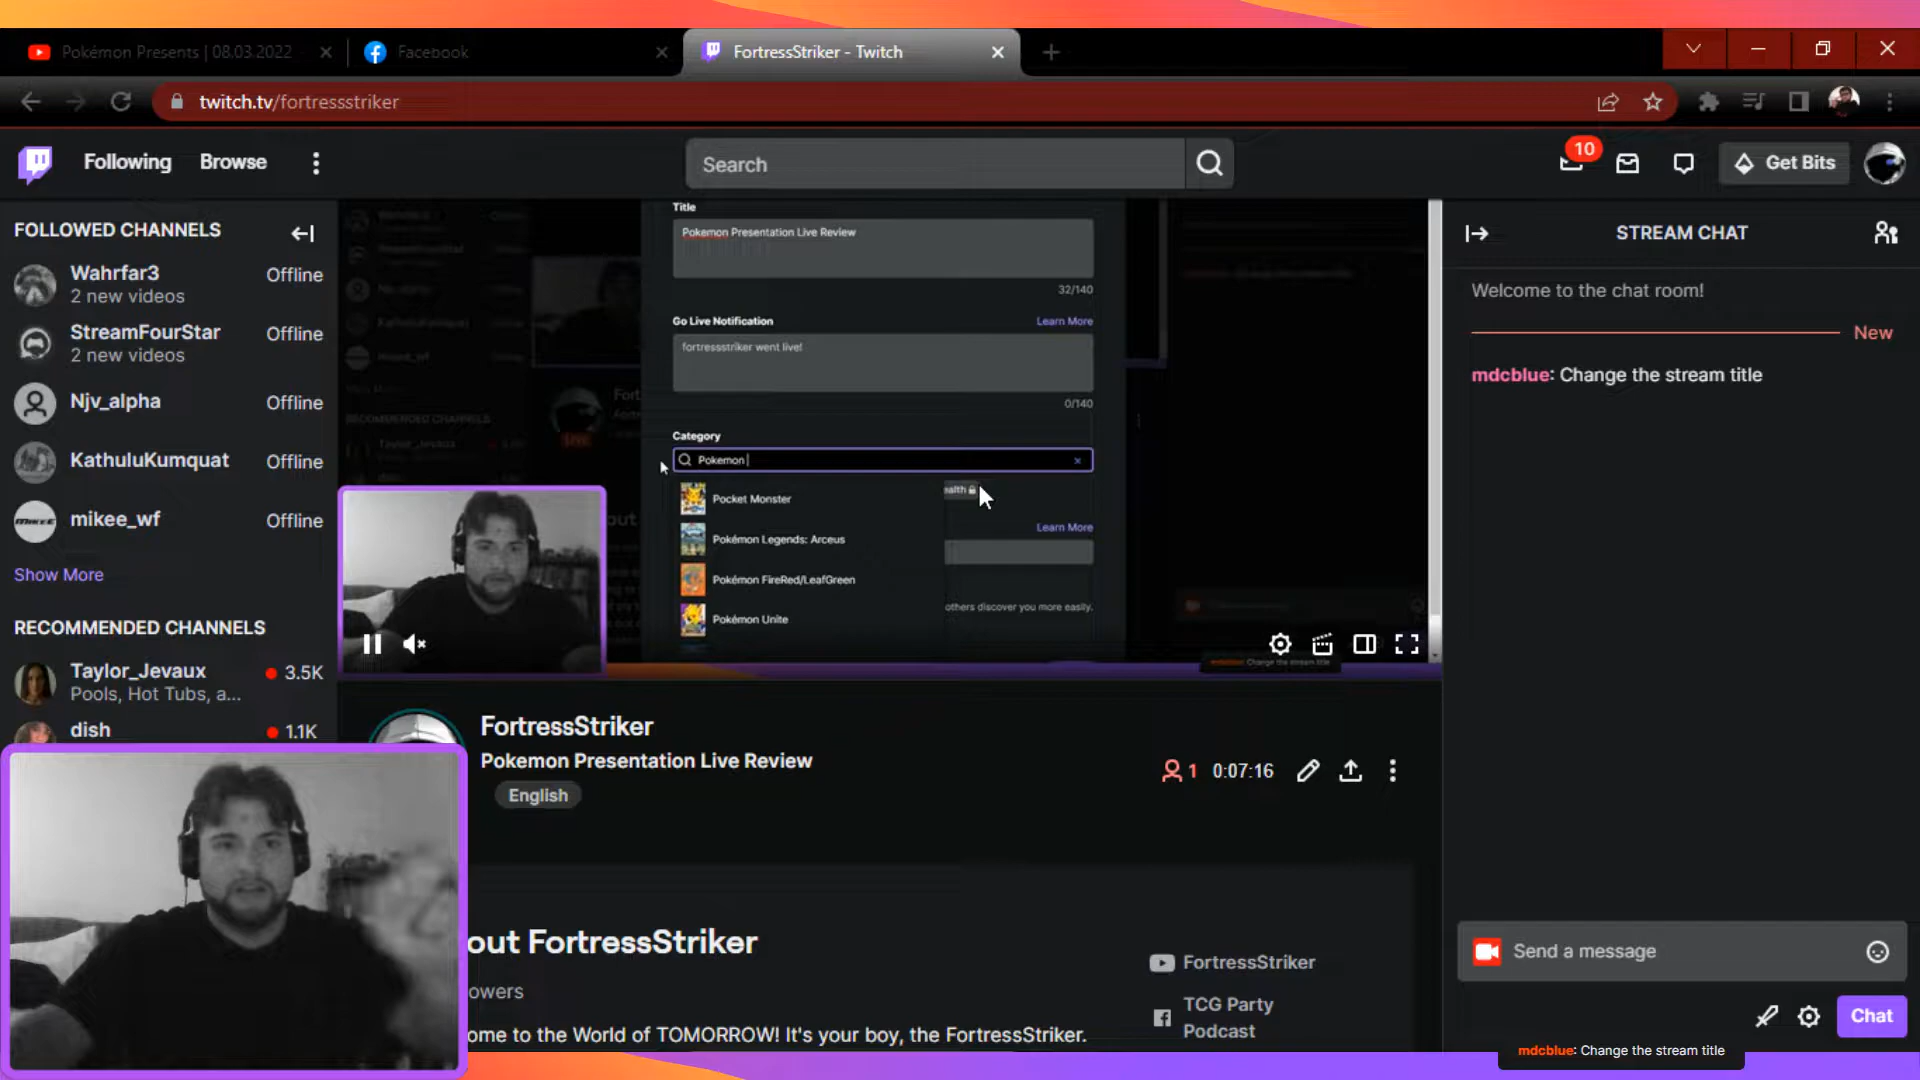 Pokémon Presents | 08.03.2022
Facebook
FortressStriker - Twitch
twitch.tv/fortressstriker
Following
Browse
Search
10
Get Bits
FOLLOWED CHANNELS
Wahrfar3
Offline
2 new videos
StreamFourStar
Offline
2 new videos
Njv_alpha
Offline
KathuluKumquat
Offline
mikee_wf
Offline
Show More
RECOMMENDED CHANNELS
Taylor_Jevaux
3.5K
Pools, Hot Tubs, a...
dish
1.1K
Title
Pokemon Presentation Live Review
32/140
Go Live Notification
Learn More
fortressstriker went live!
0/140
Category
Pokemon
Pocket Monster
Pokémon Legends: Arceus
Pokémon FireRed/LeafGreen
Pokémon Unite
ealth
Learn More
others discover you more easily.
Change the stream title
FortressStriker
Pokemon Presentation Live Review
English
1
0:07:16
out FortressStriker
owers
ome to the World of TOMORROW! It's your boy, the FortressStriker.
FortressStriker
TCG Party
Podcast
STREAM CHAT
Welcome to the chat room!
New
mdcblue: Change the stream title
Send a message
Chat
mdcblue: Change the stream title